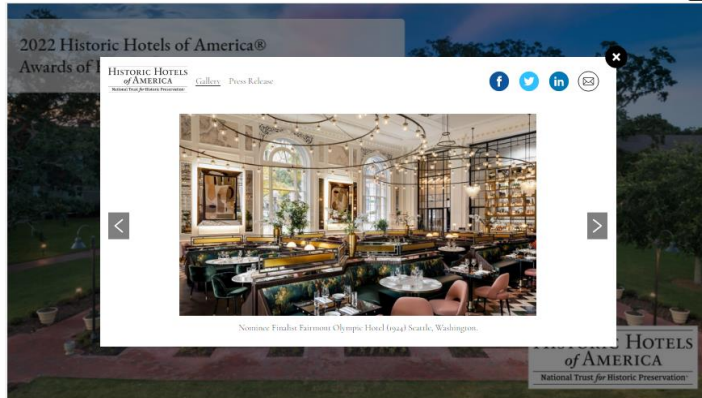 2022 Historic Hotels of America®
Awards of
HISTORIC HOTELS
of AMERICA
National Trust for Historic Preservation
Gallery Press Release
Nominee Finalist Fairmont Olympic Hotel (1924) Seattle, Washington.
HISTORIC HOTELS
of AMERICA
National Trust for Historic Preservation